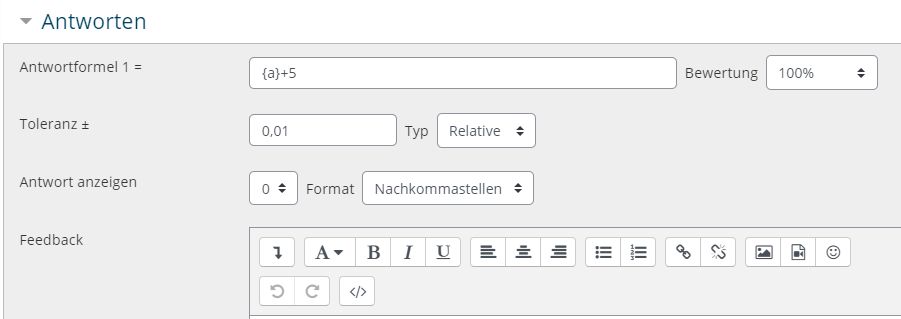 Antworten
Antwortformel 1 = {a}+5 Bewertung 100%
Toleranz ± 0,01 Typ Relative
Antwort anzeigen 0 Format Nachkommastellen
Feedback
A B I U